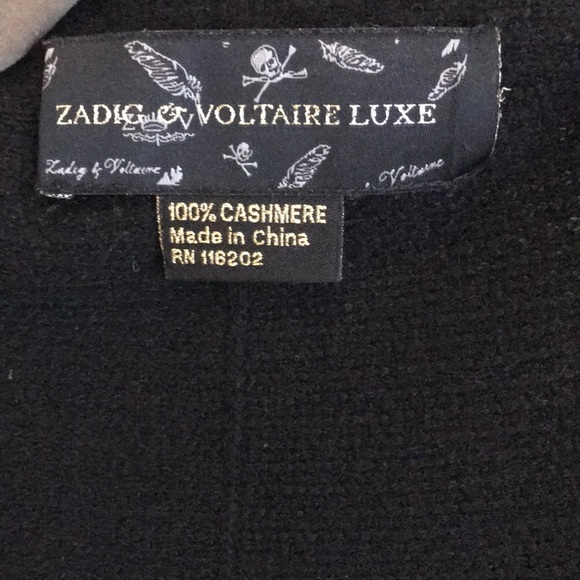 ZADIG & VOLTAIRE LUXE
Zadig & Voltaire
Voltaire
100% CASHMERE
Made in China
RN 116202